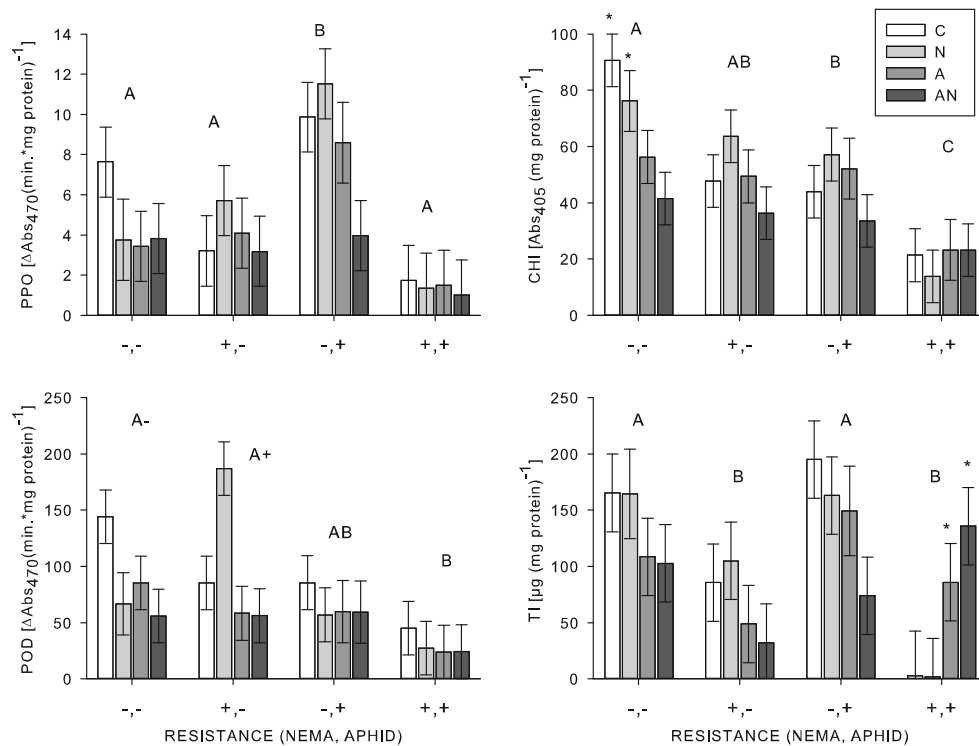 PPO [ΔAbs470(min.*mg protein)-1]
14
12
10
8
6
4
2
0
A
A
B
A
-,-
+,-
-,+
+,+
CHI [Abs405 (mg protein)-1]
100
80
60
40
20
0
*
*
A
AB
B
C
C
N
A
AN
-,-
+,-
-,+
+,+
POD [ΔAbs470(min.*mg protein)-1]
250
200
150
100
50
0
A-
A+
AB
B
-,-
+,-
-,+
+,+
RESISTANCE (NEMA, APHID)
TI [µg (mg protein)-1]
250
200
150
100
50
0
A
B
A
B
*
*
-,-
+,-
-,+
+,+
RESISTANCE (NEMA, APHID)